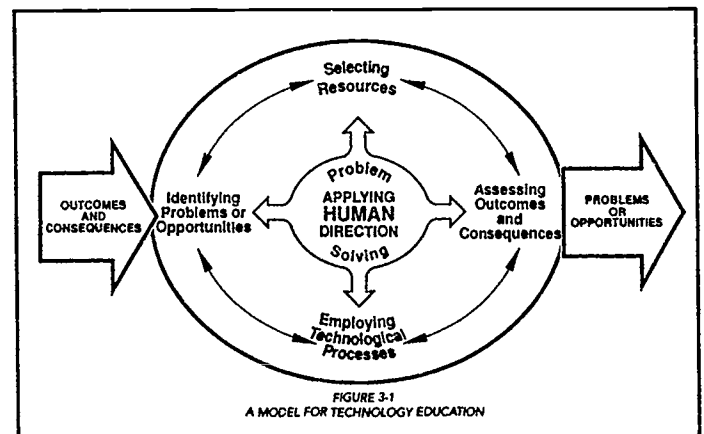 Selecting
Resources
Problem
APPLYING
HUMAN
DIRECTION
Solving
Identifying
Problems or
Opportunities
Assessing
Outcomes
and
Consequences
OUTCOMES
AND
CONSEQUENCES
PROBLEMS
OR
OPPORTUNITIES
Employing
Technological
Processes
FIGURE 3-1
A MODEL FOR TECHNOLOGY EDUCATION